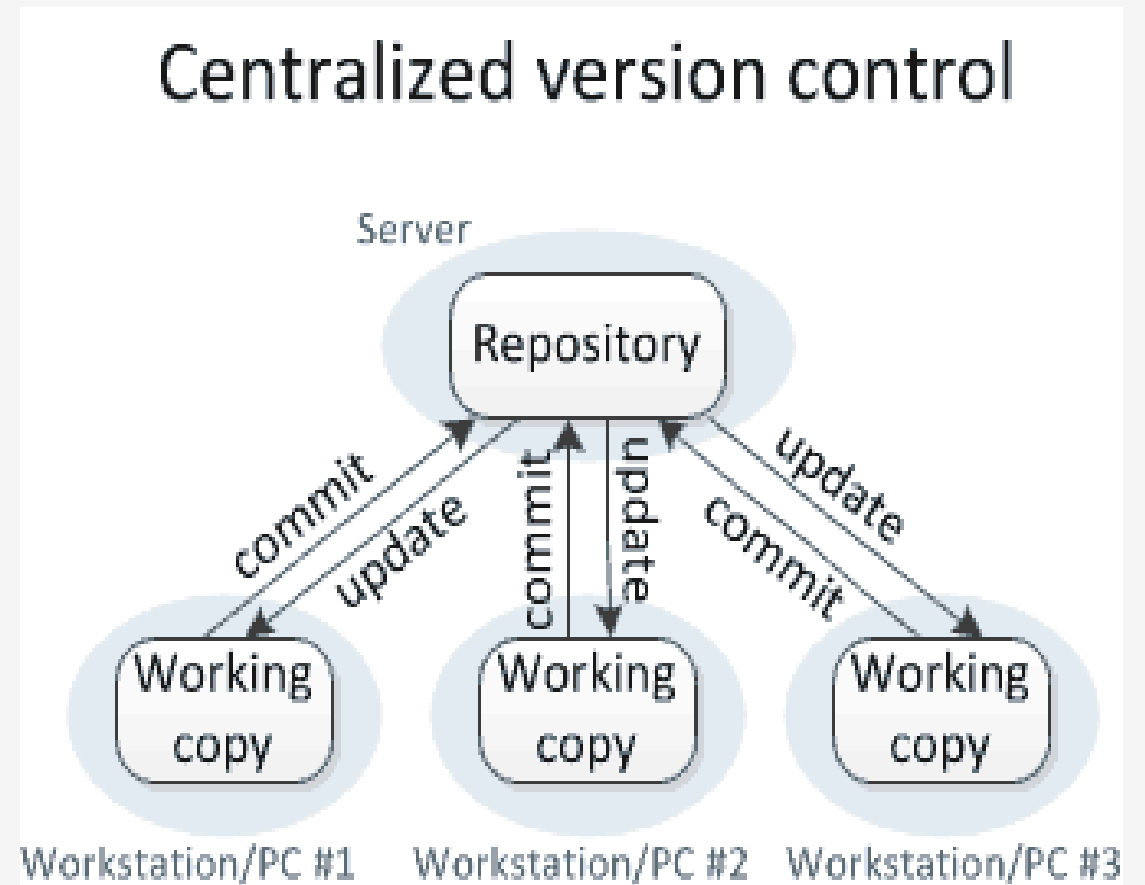 Centralized version control
Server
Repository
commit
update
commit
update
commit
update
Working
copy
Working
copy
Working
copy
Workstation/PC #1
Workstation/PC #2
Workstation/PC #3